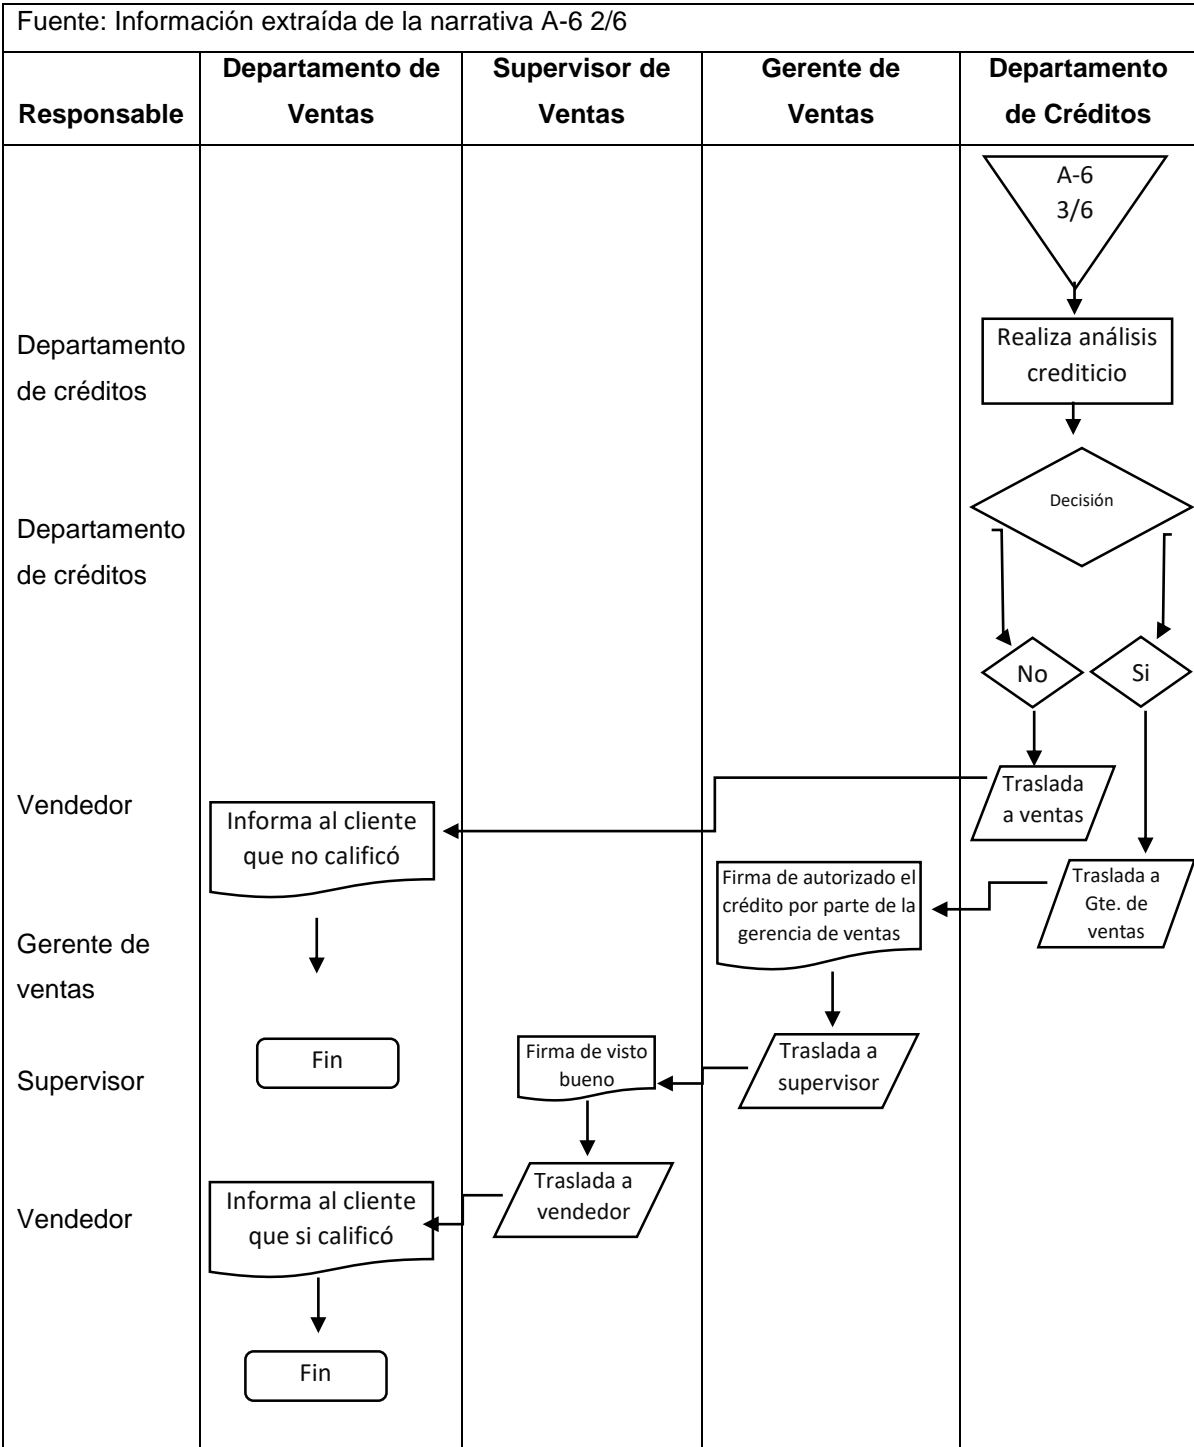 Fuente: Información extraída de la narrativa A-6 2/6
Responsable
Departamento de
Ventas
Supervisor de
Ventas
Gerente de
Ventas
Departamento
de Créditos
A-6
3/6
Departamento
de créditos
Realiza análisis
crediticio
Departamento
de créditos
Decisión
No
Si
Vendedor
Informa al cliente
que no calificó
Traslada
a ventas
Gerente de
ventas
Firma de autorizado el
crédito por parte de la
gerencia de ventas
Traslada a
Gte. de
ventas
Fin
Supervisor
Firma de visto
bueno
Traslada a
supervisor
Vendedor
Informa al cliente
que si calificó
Traslada a
vendedor
Fin